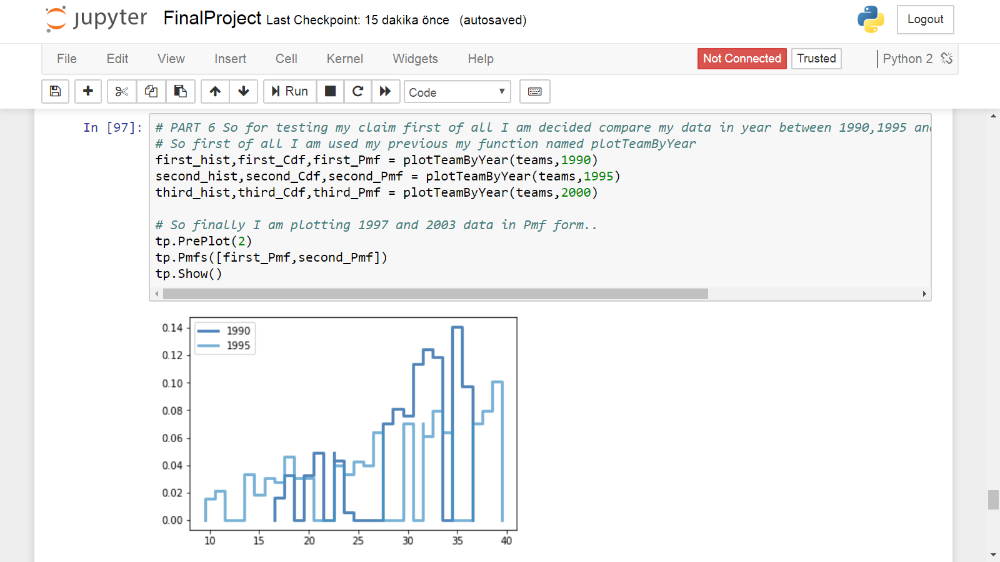 jupyter FinalProject Last Checkpoint: 15 dakika önce (autosaved) Logout
File Edit View Insert Cell Kernel Widgets Help Not Connected Trusted Python 2
Run Code
In [97]: # PART 6 So for testing my claim first of all I am decided compare my data in year between 1990,1995 an
# So first of all I am used my previous my function named plotTeamByYear
first_hist,first_Cdf,first_Pmf = plotTeamByYear(teams,1990)
second_hist,second_Cdf,second_Pmf = plotTeamByYear(teams,1995)
third_hist,third_Cdf,third_Pmf = plotTeamByYear(teams,2000)
# So finally I am plotting 1997 and 2003 data in Pmf form..
tp.PrePlot(2)
tp.Pmfs([first_Pmf,second_Pmf])
tp.Show()
1990
1995
0.14
0.12
0.10
0.08
0.06
0.04
0.02
0.00
10 15 20 25 30 35 40